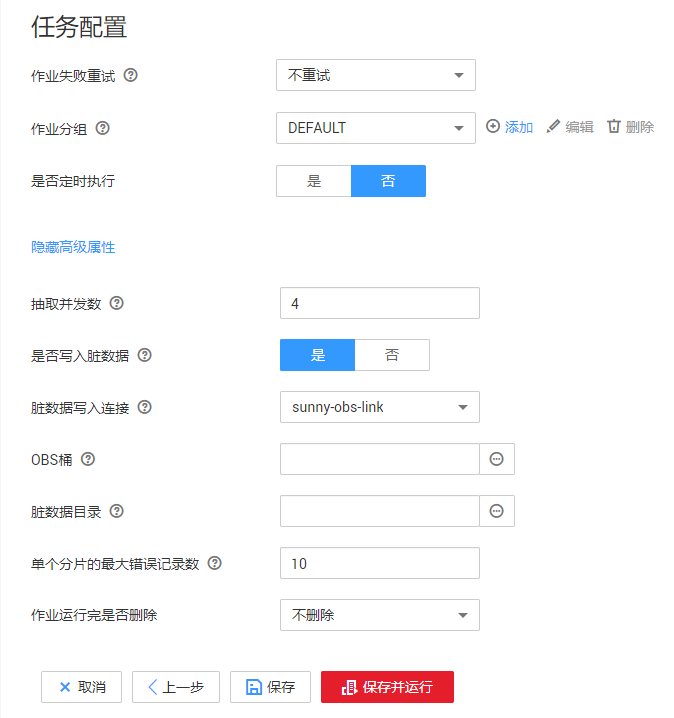 任务配置
作业失败重试 不重试
作业分组 DEFAULT 添加 编辑 删除
是否定时执行 是 否
隐藏高级属性
抽取并发数 4
是否写入脏数据 是 否
脏数据写入连接 sunny-obs-link
OBS桶
脏数据目录
单个分片的最大错误记录数 10
作业运行完是否删除 不删除
取消 上一步 保存 保存并运行